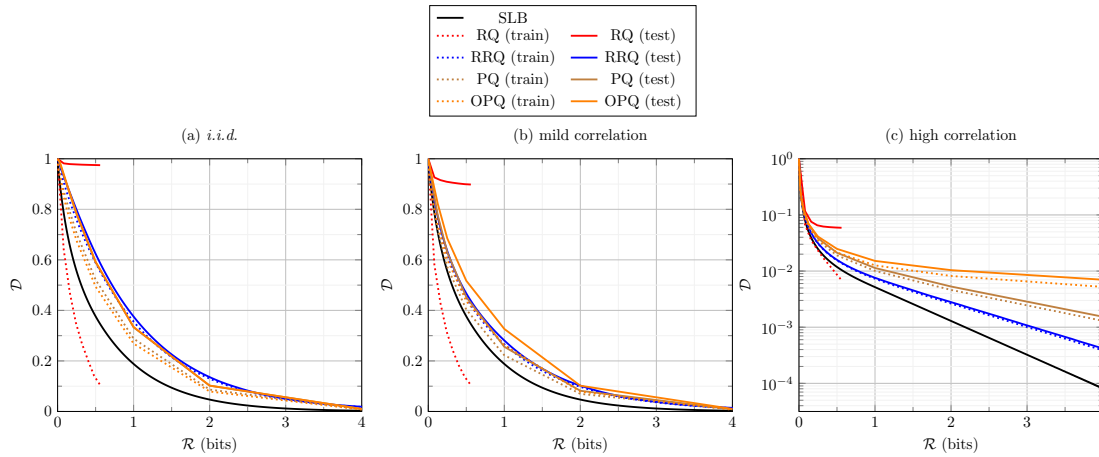 SLB
RQ (train) RQ (test)
RRQ (train) RRQ (test)
PQ (train) PQ (test)
OPQ (train) OPQ (test)
(a) i.i.d.
1
0.8
0.6
0.4
0.2
0
0 1 2 3 4
𝒟
ℛ (bits)
(b) mild correlation
1
0.8
0.6
0.4
0.2
0
0 1 2 3 4
𝒟
ℛ (bits)
(c) high correlation
10⁰
10⁻¹
10⁻²
10⁻³
10⁻⁴
0 1 2 3
𝒟
ℛ (bits)